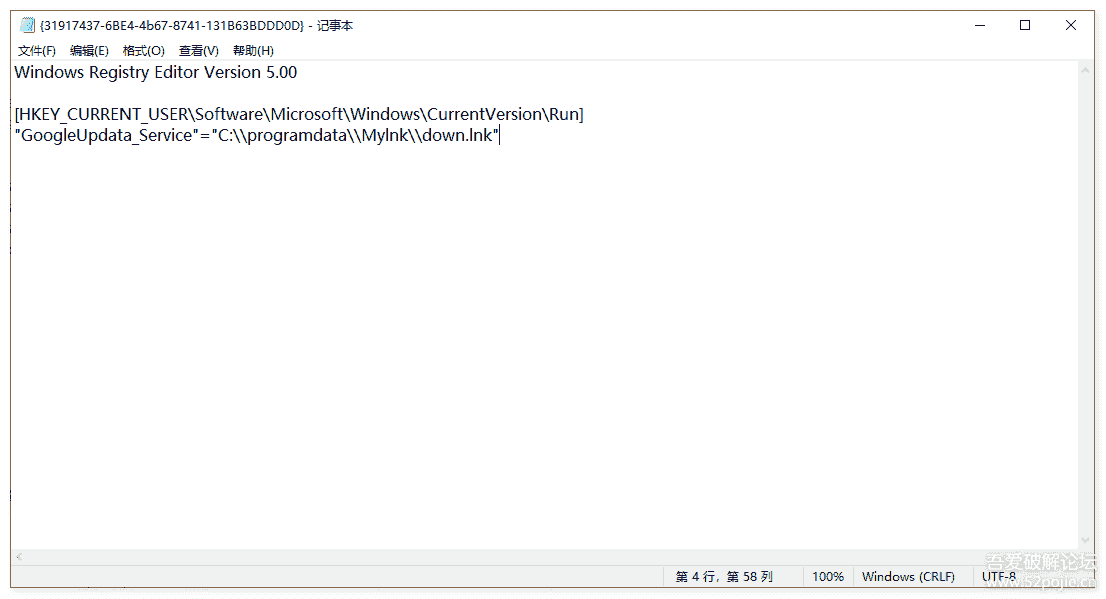 {31917437-6BE4-4b67-8741-131B63BDDD0D} - 记事本
文件(F) 编辑(E) 格式(O) 查看(V) 帮助(H)
Windows Registry Editor Version 5.00
[HKEY_CURRENT_USER\Software\Microsoft\Windows\CurrentVersion\Run]
"GoogleUpdata_Service"="C:\\programdata\\Mylnk\\down.lnk"
吾爱破解论坛
第 4 行，第 58 列 100% Windows (CRLF) UTF-8
www.52pojie.cn